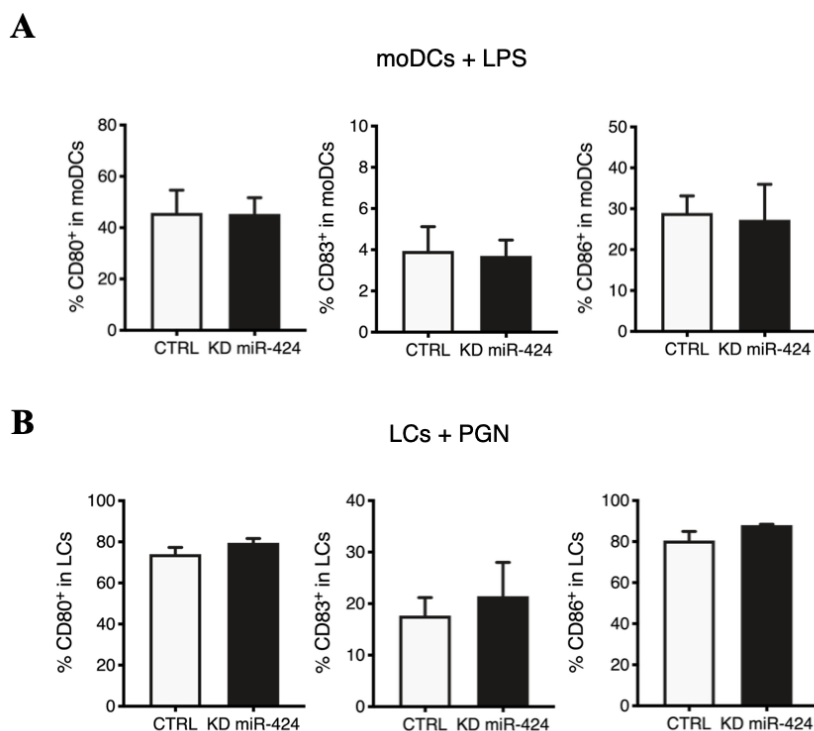 A
moDCs + LPS
% CD80+ in moDCs
80
60
40
20
0
CTRL KD miR-424
% CD83+ in moDCs
10
8
6
4
2
0
CTRL KD miR-424
% CD86+ in moDCs
50
40
30
20
10
0
CTRL KD miR-424
B
LCs + PGN
% CD80+ in LCs
100
80
60
40
20
0
CTRL KD miR-424
% CD83+ in LCs
40
30
20
10
0
CTRL KD miR-424
% CD86+ in LCs
100
80
60
40
20
0
CTRL KD miR-424